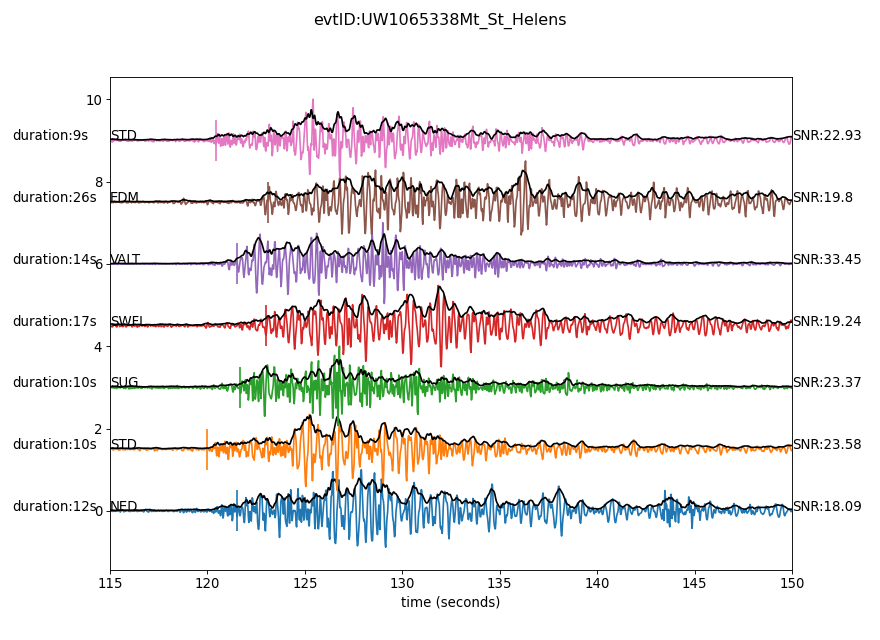 evtID:UW1065338Mt_St_Helens
10
duration:9s STD SNR:22.93
8
duration:26s EDM SNR:19.8
duration:14s VALT SNR:33.45
6
duration:17s SWFL SNR:19.24
4
duration:10s SUG SNR:23.37
2
duration:10s STD SNR:23.58
duration:12s NED SNR:18.09
0
115 120 125 130 135 140 145 150
time (seconds)